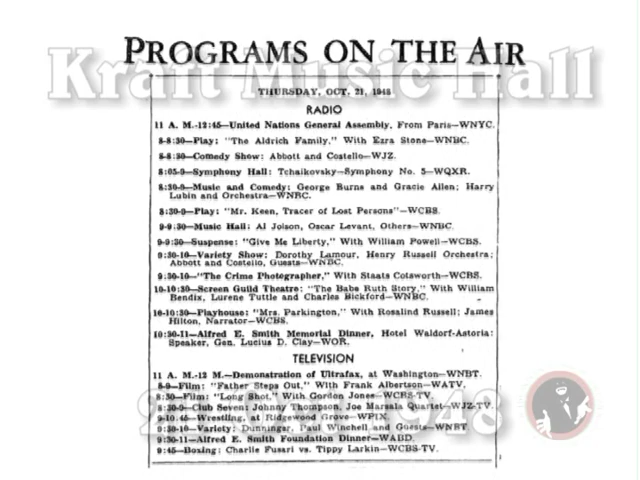 PROGRAMS ON THE AIR
Kraft Music Hall
THURSDAY, OCT. 21, 1948
RADIO
11 A. M.-12:45—United Nations General Assembly, From Paris—WNYC.
8-8:30—Play: "The Aldrich Family," With Ezra Stone—WNBC.
8-8:30—Comedy Show: Abbott and Costello—WJZ.
8:05-9—Symphony Hall: Tchaikovsky—Symphony No. 5—WQXR.
8:30-9—Music and Comedy: George Burns and Gracie Allen; Harry
Lubin and Orchestra—WNBC.
8:30-9—Play: "Mr. Keen, Tracer of Lost Persons"—WCBS.
9-9:30—Music Hall: Al Jolson, Oscar Levant, Others—WNBC.
9-9:30—Suspense: "Give Me Liberty," With William Powell—WCBS.
9:30-10—Variety Show: Dorothy Lamour, Henry Russell Orchestra;
Abbott and Costello, Guests—WNBC.
9:30-10—"The Crime Photographer," With Staats Cotsworth—WCBS.
10-10:30—Screen Guild Theatre: "The Babe Ruth Story," With William
Bendix, Lurene Tuttle and Charles Bickford—WNBC.
10-10:30—Playhouse: "Mrs. Parkington," With Rosalind Russell; James
Hilton, Narrator—WCBS.
10:30-11—Alfred E. Smith Memorial Dinner, Hotel Waldorf-Astoria:
Speaker, Gen. Lucius D. Clay—WOR.
TELEVISION
11 A. M.-12 M.—Demonstration of Ultrafax, at Washington—WNBT.
8-9—Film: "Father Steps Out," With Frank Albertson—WATV.
8:30—Film: "Long Shot," With Gordon Jones—WCBS-TV.
8:30-9—Club Seven: Johnny Thompson, Joe Marsala Quartet—WJZ-TV.
9-10:45—Wrestling, at Ridgewood Grove—WPIX.
9:30-10—Variety: Dunninger, Paul Winchell and Guests—WNBT
9:30-11—Alfred E. Smith Foundation Dinner—WABD.
9:45—Boxing: Charlie Fusari vs. Tippy Larkin—WCBS-TV.